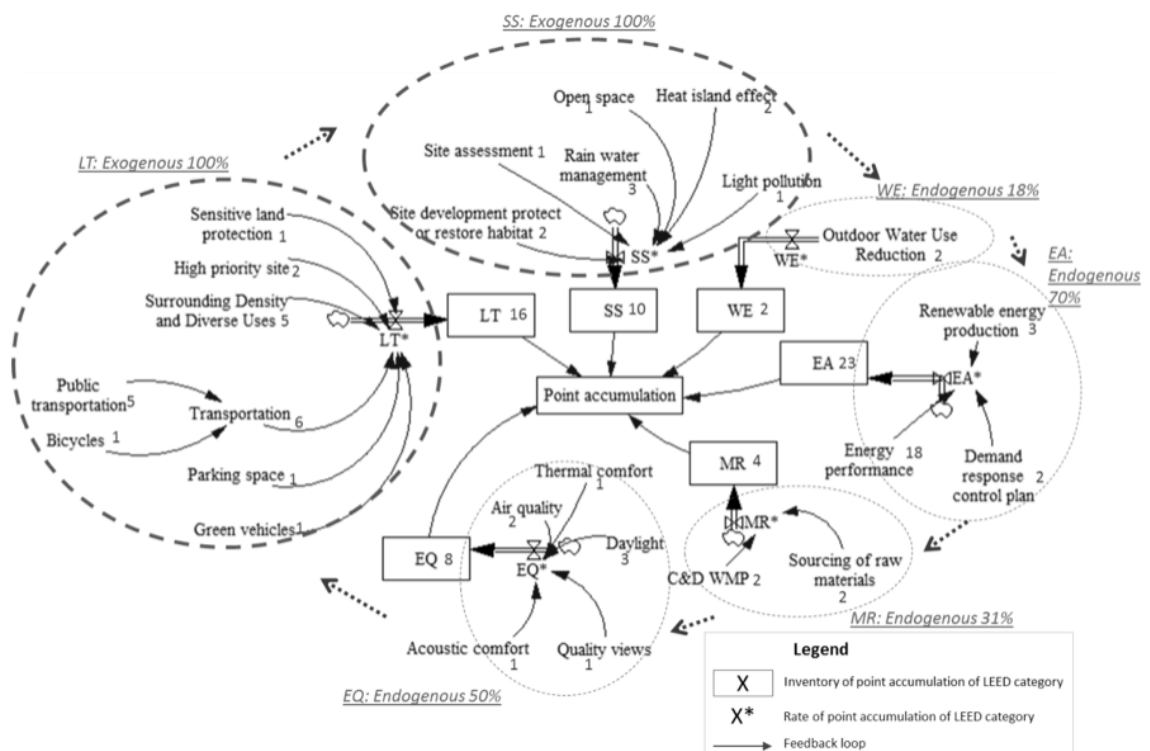 SS: Exogenous 100%
Open space
1
Heat island effect
2
Site assessment 1
Rain water
management
3
Light pollution
1
Site development protect
or restore habitat 2
SS*
LT: Exogenous 100%
Sensitive land
protection 1
High priority site 2
Surrounding Density
and Diverse Uses 5
LT*
Public
transportation 5
Bicycles 1
Transportation
6
Parking space 1
Green vehicles 1
WE: Endogenous 18%
Outdoor Water Use
Reduction 2
WE*
EA:
Endogenous
70%
Renewable energy
production 3
EA*
Energy
performance
18
Demand
response
control plan
2
LT 16
SS 10
WE 2
EA 23
Point accumulation
MR 4
MR*
C&D WMP 2
Sourcing of raw
materials
2
MR: Endogenous 31%
Thermal comfort
1
Air quality
2
Daylight
3
EQ 8
EQ*
Acoustic comfort
1
Quality views
1
EQ: Endogenous 50%
Legend
X
Inventory of point accumulation of LEED category
X*
Rate of point accumulation of LEED category
Feedback loop